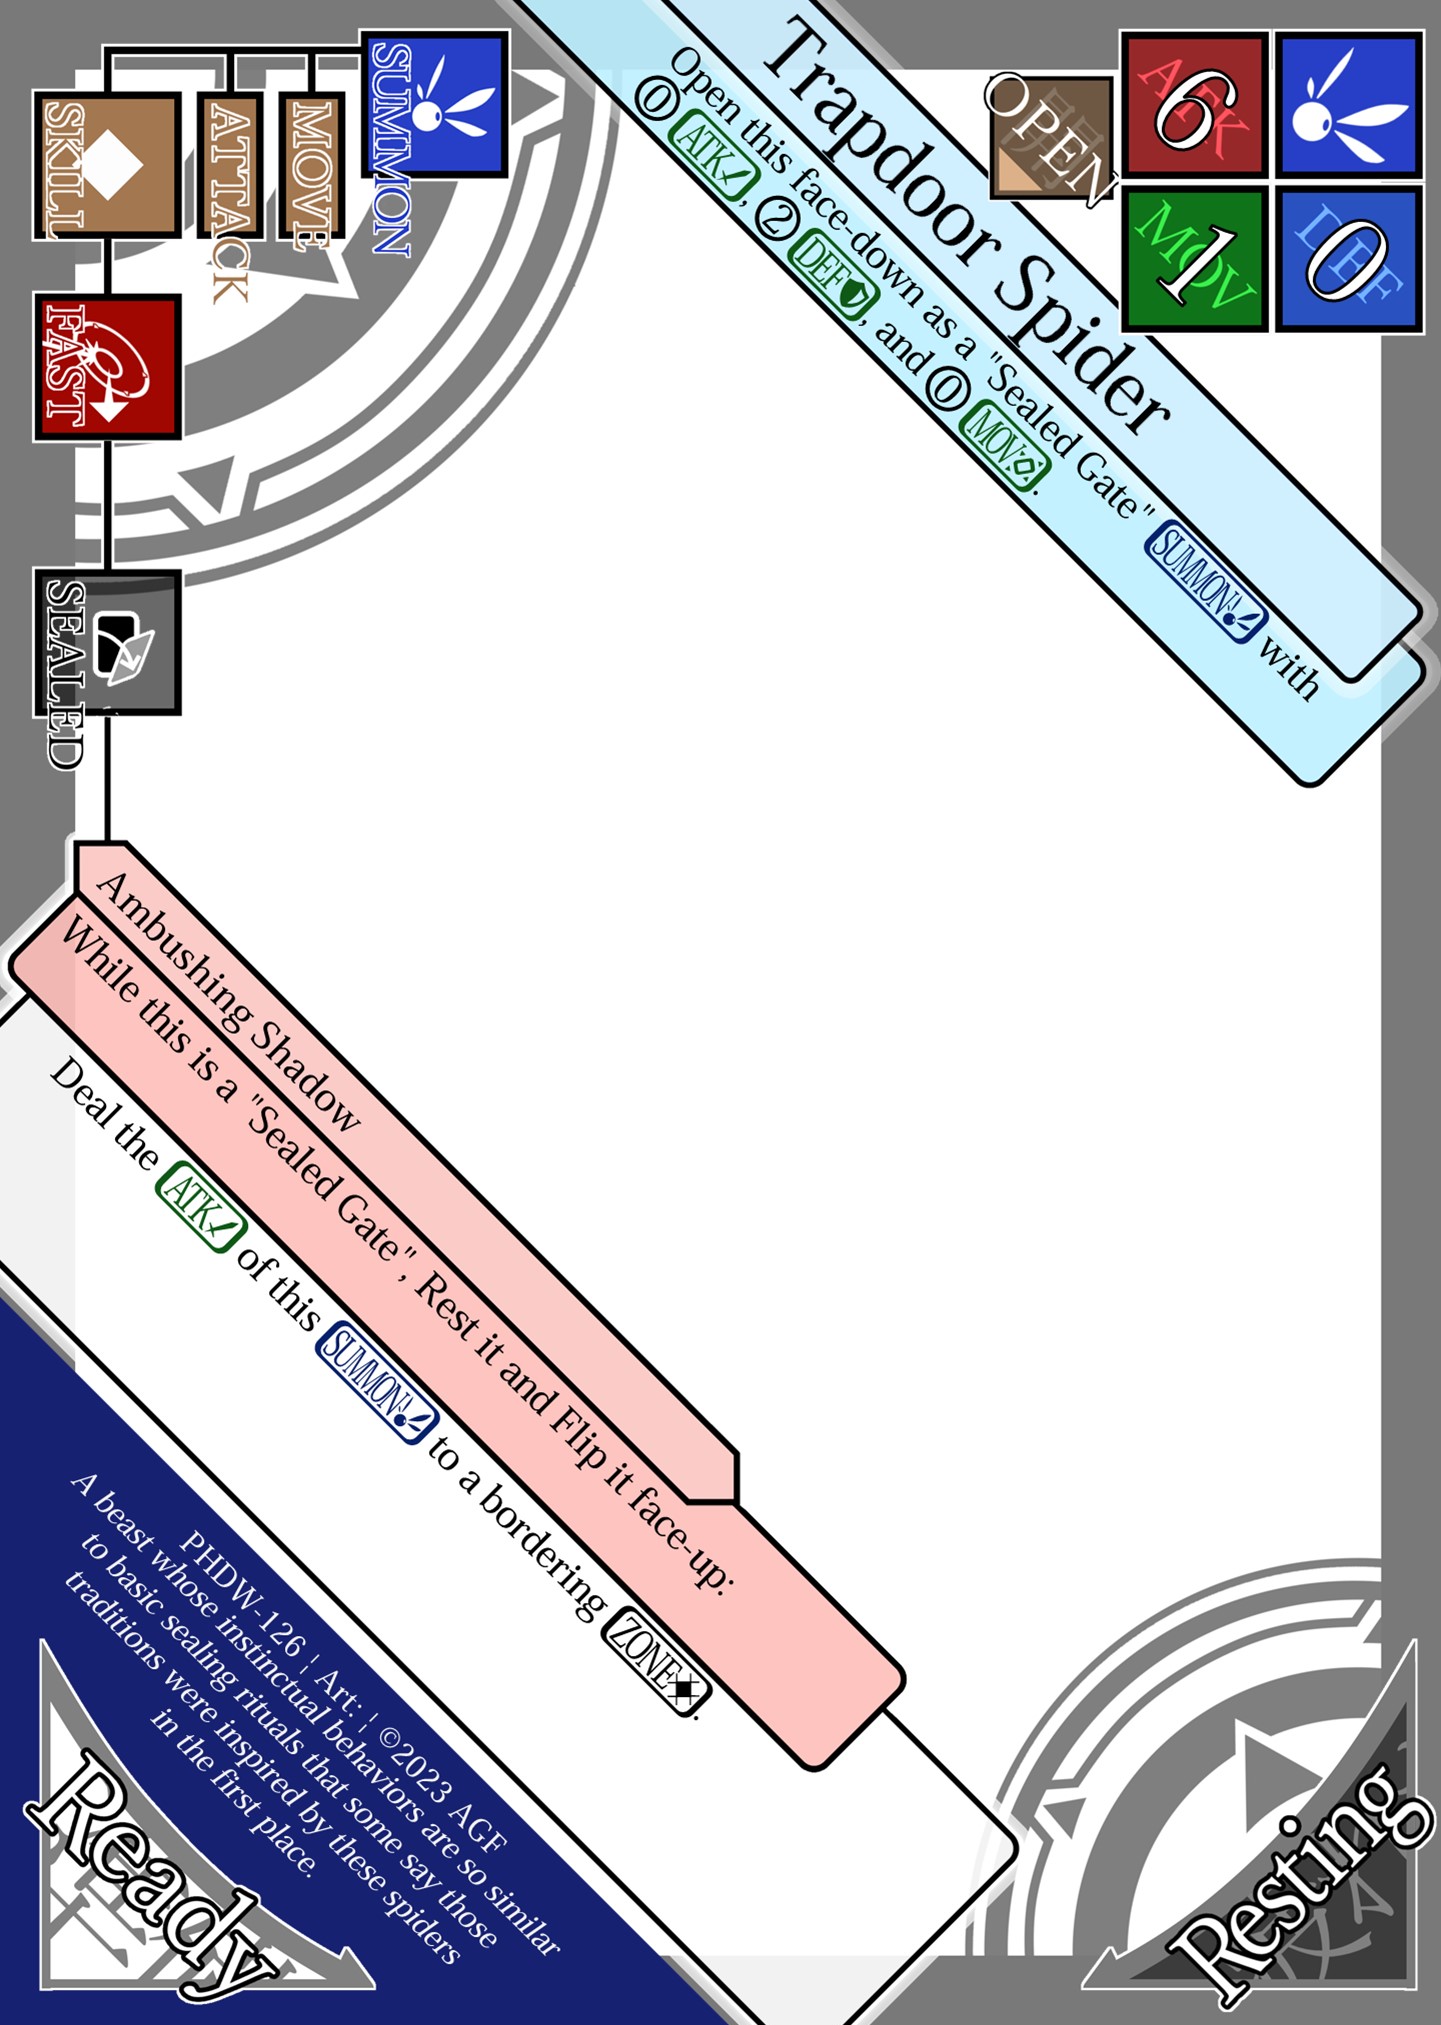 SUMMON
MOVE
ATTACK
SKILL
FAST
SEALED
Trapdoor Spider
Open this face-down as a "Sealed Gate" SUMMON with
0 ATK, 2 DEF, and 0 MOV.
OPEN
ATK 6
MOV 1
DEF 0
Ambushing Shadow
While this is a "Sealed Gate", Rest it and Flip it face-up:
Deal the ATK of this SUMMON to a bordering ZONE.
PHDW-126 ¦ Art: ¦ ©2023 AGF
A beast whose instinctual behaviors are so similar
to basic sealing rituals that some say those
traditions were inspired by these spiders
in the first place.
Ready
Resting